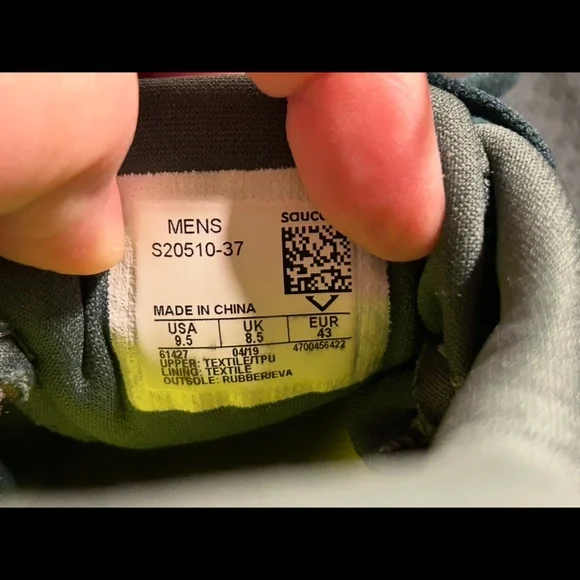 MENS
S20510-37
MADE IN CHINA
USA UK EUR
9.5 8.5 43
61427 04/19 4700456422
UPPER: TEXTILE/TPU
LINING: TEXTILE
OUTSOLE: RUBBER/EVA